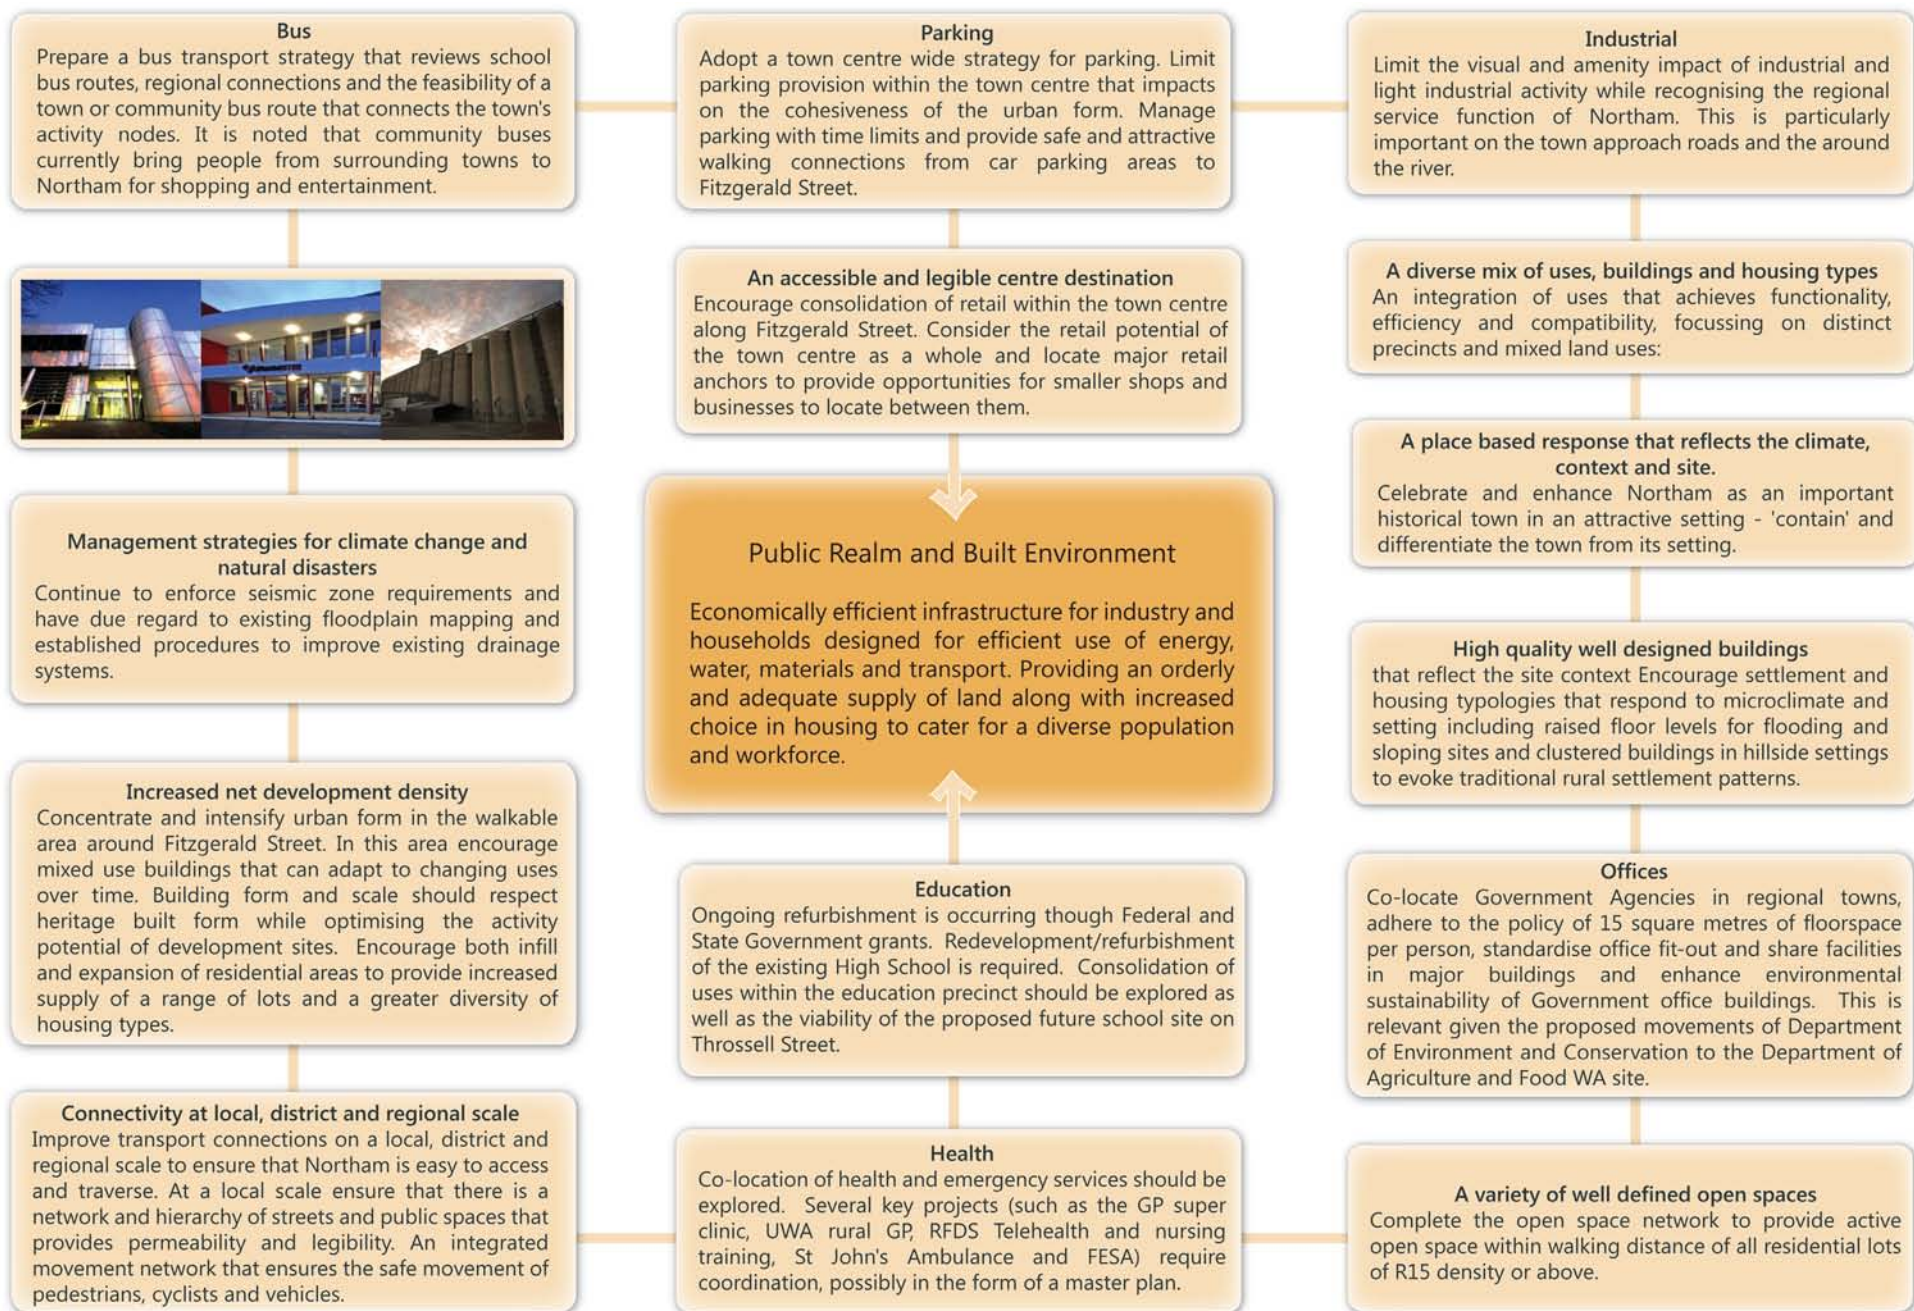 Bus
Prepare a bus transport strategy that reviews school
bus routes, regional connections and the feasibility of a
town or community bus route that connects the town's
activity nodes. It is noted that community buses
currently bring people from surrounding towns to
Northam for shopping and entertainment.
Parking
Adopt a town centre wide strategy for parking. Limit
parking provision within the town centre that impacts
on the cohesiveness of the urban form. Manage
parking with time limits and provide safe and attractive
walking connections from car parking areas to
Fitzgerald Street.
Industrial
Limit the visual and amenity impact of industrial and
light industrial activity while recognising the regional
service function of Northam. This is particularly
important on the town approach roads and the around
the river.
An accessible and legible centre destination
Encourage consolidation of retail within the town centre
along Fitzgerald Street. Consider the retail potential of
the town centre as a whole and locate major retail
anchors to provide opportunities for smaller shops and
businesses to locate between them.
A diverse mix of uses, buildings and housing types
An integration of uses that achieves functionality,
efficiency and compatibility, focussing on distinct
precincts and mixed land uses:
A place based response that reflects the climate,
context and site.
Celebrate and enhance Northam as an important
historical town in an attractive setting - 'contain' and
differentiate the town from its setting.
Management strategies for climate change and
natural disasters
Continue to enforce seismic zone requirements and
have due regard to existing floodplain mapping and
established procedures to improve existing drainage
systems.
Public Realm and Built Environment
Economically efficient infrastructure for industry and
households designed for efficient use of energy,
water, materials and transport. Providing an orderly
and adequate supply of land along with increased
choice in housing to cater for a diverse population
and workforce.
High quality well designed buildings
that reflect the site context Encourage settlement and
housing typologies that respond to microclimate and
setting including raised floor levels for flooding and
sloping sites and clustered buildings in hillside settings
to evoke traditional rural settlement patterns.
Increased net development density
Concentrate and intensify urban form in the walkable
area around Fitzgerald Street. In this area encourage
mixed use buildings that can adapt to changing uses
over time. Building form and scale should respect
heritage built form while optimising the activity
potential of development sites. Encourage both infill
and expansion of residential areas to provide increased
supply of a range of lots and a greater diversity of
housing types.
Education
Ongoing refurbishment is occurring though Federal and
State Government grants. Redevelopment/refurbishment
of the existing High School is required. Consolidation of
uses within the education precinct should be explored as
well as the viability of the proposed future school site on
Throssell Street.
Offices
Co-locate Government Agencies in regional towns,
adhere to the policy of 15 square metres of floorspace
per person, standardise office fit-out and share facilities
in major buildings and enhance environmental
sustainability of Government office buildings. This is
relevant given the proposed movements of Department
of Environment and Conservation to the Department of
Agriculture and Food WA site.
Connectivity at local, district and regional scale
Improve transport connections on a local, district and
regional scale to ensure that Northam is easy to access
and traverse. At a local scale ensure that there is a
network and hierarchy of streets and public spaces that
provides permeability and legibility. An integrated
movement network that ensures the safe movement of
pedestrians, cyclists and vehicles.
Health
Co-location of health and emergency services should be
explored. Several key projects (such as the GP super
clinic, UWA rural GP, RFDS Telehealth and nursing
training, St John's Ambulance and FESA) require
coordination, possibly in the form of a master plan.
A variety of well defined open spaces
Complete the open space network to provide active
open space within walking distance of all residential lots
of R15 density or above.